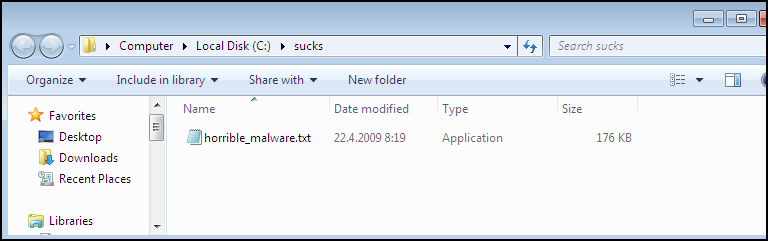 Computer Local Disk (C:) sucks Search sucks
Organize Include in library Share with New folder
Favorites Name Date modified Type Size
Desktop horrible_malware.txt 22.4.2009 8:19 Application 176 KB
Downloads
Recent Places
Libraries